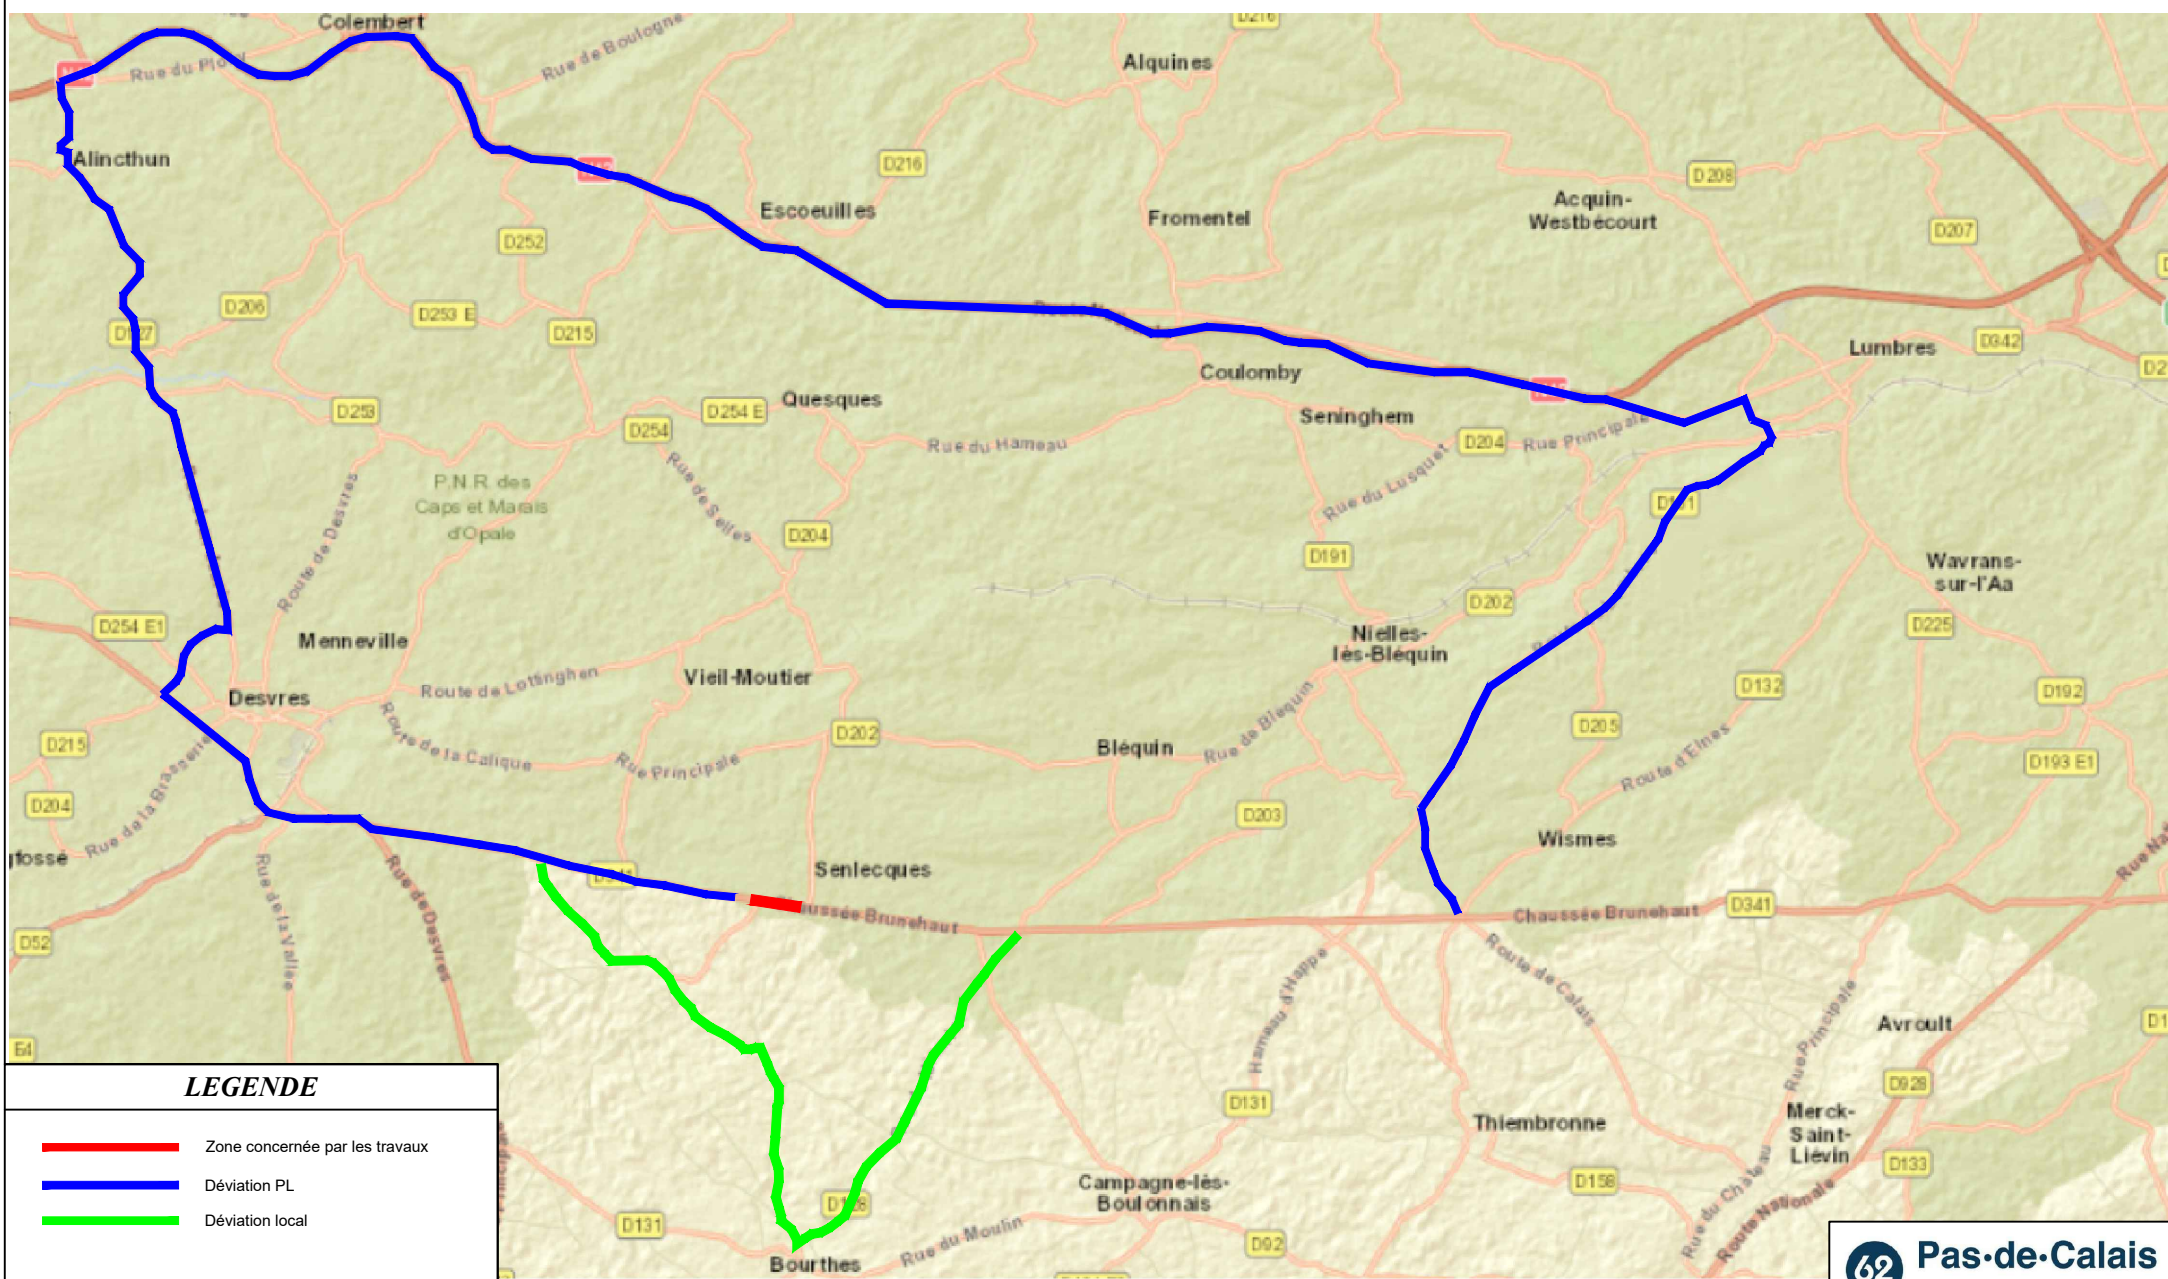 Colembert
Rue de Boulogne
D216
Alquines
Alincthun
D216
D208
Acquin-
Westbécourt
Escoeuilles
Fromentel
D207
D252
D206
D253 E
D215
D342
Lumbres
Coulomby
Quesques
D254 E
D253
D254
Seninghem
D204
Rue Principale
Rue du Hameau
Rue du Lusquet
P.N.R. des
Caps et Marais
d'Opale
Route de Desvres
Rue de Selles
D204
D191
Wavrans-
sur-l'Aa
D202
D254 E1
D225
Menneville
Nielles-
lès-Bléquin
Vieil-Moutier
Route de Lottinghen
Desvres
D132
D192
D215
Route de la Calique
Rue Principale
D202
Bléquin
Rue de Bléquin
D205
Route d'Elnes
D193 E1
D204
Rue de la Brasserie
D203
Wismes
Senlecques
Rue de la Vallée
Rue de Desvres
D341
Chaussée Brunehaut
Chaussée Brunehaut
D52
Route de Calais
Hameau d'Happe
Rue Principale
Avroult
E4
D928
D131
Thiembronne
Merck-
Saint-
Liévin
D133
D158
Rue du Château
Route Nationale
Campagne-lès-
Boulonnais
D131
Rue du Moulin
D92
Bourthes
LEGENDE
Zone concernée par les travaux
Déviation PL
Déviation local
62 Pas-de-Calais